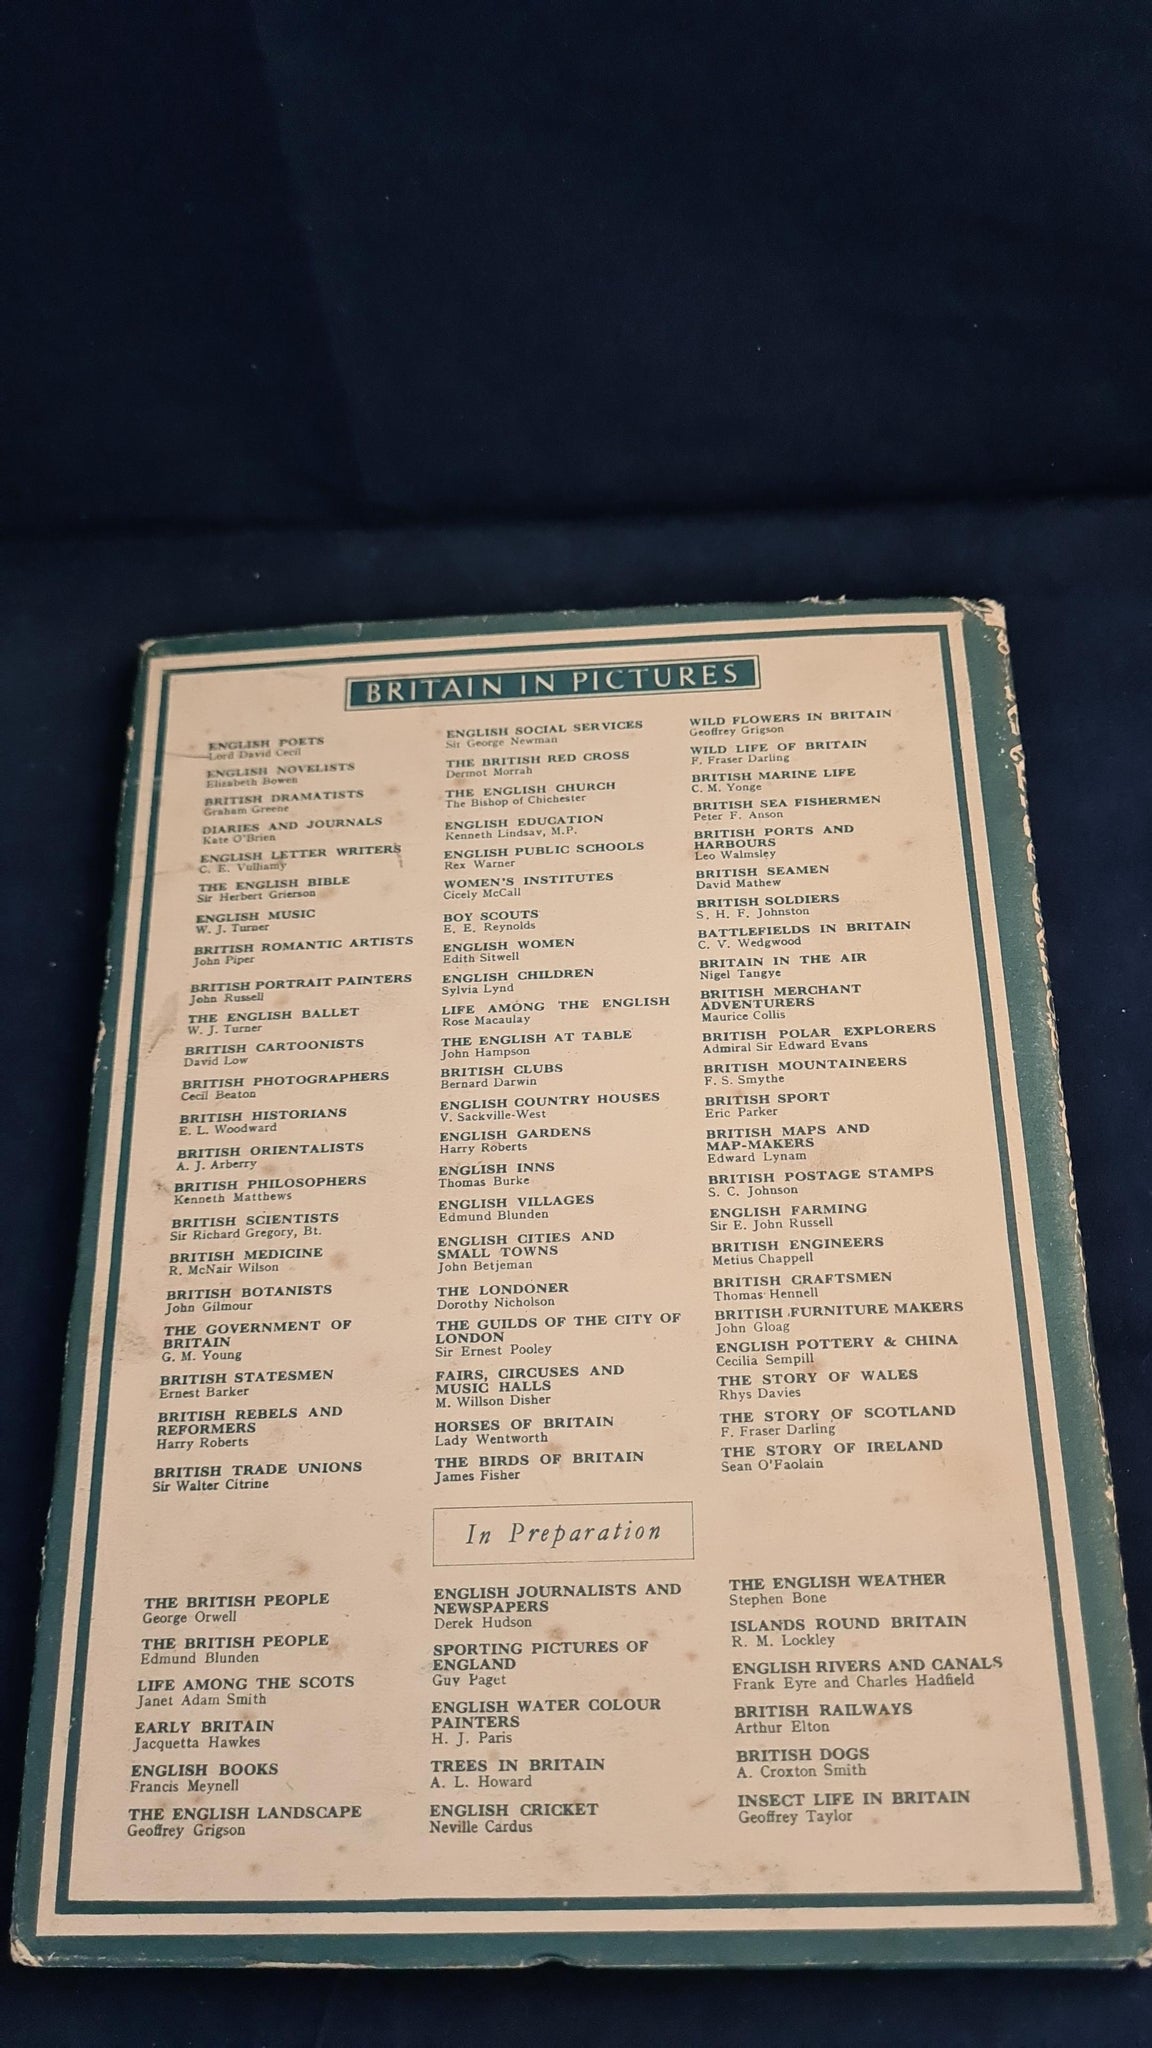 BRITAIN IN PICTURES
ENGLISH POETS
Lord David Cecil
ENGLISH NOVELISTS
Elizabeth Bowen
BRITISH DRAMATISTS
Graham Greene
DIARIES AND JOURNALS
Kate O'Brien
ENGLISH LETTER WRITERS
C. E. Vulliamy
THE ENGLISH BIBLE
Sir Herbert Grierson
ENGLISH MUSIC
W. J. Turner
BRITISH ROMANTIC ARTISTS
John Piper
BRITISH PORTRAIT PAINTERS
John Russell
THE ENGLISH BALLET
W. J. Turner
BRITISH CARTOONISTS
David Low
BRITISH PHOTOGRAPHERS
Cecil Beaton
BRITISH HISTORIANS
E. L. Woodward
BRITISH ORIENTALISTS
A. J. Arberry
BRITISH PHILOSOPHERS
Kenneth Matthews
BRITISH SCIENTISTS
Sir Richard Gregory, Bt.
BRITISH MEDICINE
R. McNair Wilson
BRITISH BOTANISTS
John Gilmour
THE GOVERNMENT OF
BRITAIN
G. M. Young
BRITISH STATESMEN
Ernest Barker
BRITISH REBELS AND
REFORMERS
Harry Roberts
BRITISH TRADE UNIONS
Sir Walter Citrine
ENGLISH SOCIAL SERVICES
Sir George Newman
THE BRITISH RED CROSS
Dermot Morrah
THE ENGLISH CHURCH
The Bishop of Chichester
ENGLISH EDUCATION
Kenneth Lindsay, M.P.
ENGLISH PUBLIC SCHOOLS
Rex Warner
WOMEN'S INSTITUTES
Cicely McCall
BOY SCOUTS
E. E. Reynolds
ENGLISH WOMEN
Edith Sitwell
ENGLISH CHILDREN
Sylvia Lynd
LIFE AMONG THE ENGLISH
Rose Macaulay
THE ENGLISH AT TABLE
John Hampson
BRITISH CLUBS
Bernard Darwin
ENGLISH COUNTRY HOUSES
V. Sackville-West
ENGLISH GARDENS
Harry Roberts
ENGLISH INNS
Thomas Burke
ENGLISH VILLAGES
Edmund Blunden
ENGLISH CITIES AND
SMALL TOWNS
John Betjeman
THE LONDONER
Dorothy Nicholson
THE GUILDS OF THE CITY OF
LONDON
Sir Ernest Pooley
FAIRS, CIRCUSES AND
MUSIC HALLS
M. Willson Disher
HORSES OF BRITAIN
Lady Wentworth
THE BIRDS OF BRITAIN
James Fisher
WILD FLOWERS IN BRITAIN
Geoffrey Grigson
WILD LIFE OF BRITAIN
F. Fraser Darling
BRITISH MARINE LIFE
C. M. Yonge
BRITISH SEA FISHERMEN
Peter F. Anson
BRITISH PORTS AND
HARBOURS
Leo Walmsley
BRITISH SEAMEN
David Mathew
BRITISH SOLDIERS
S. H. F. Johnston
BATTLEFIELDS IN BRITAIN
C. V. Wedgwood
BRITAIN IN THE AIR
Nigel Tangye
BRITISH MERCHANT
ADVENTURERS
Maurice Collis
BRITISH POLAR EXPLORERS
Admiral Sir Edward Evans
BRITISH MOUNTAINEERS
F. S. Smythe
BRITISH SPORT
Eric Parker
BRITISH MAPS AND
MAP-MAKERS
Edward Lynam
BRITISH POSTAGE STAMPS
S. C. Johnson
ENGLISH FARMING
Sir E. John Russell
BRITISH ENGINEERS
Metius Chappell
BRITISH CRAFTSMEN
Thomas Hennell
BRITISH FURNITURE MAKERS
John Gloag
ENGLISH POTTERY & CHINA
Cecilia Sempill
THE STORY OF WALES
Rhys Davies
THE STORY OF SCOTLAND
F. Fraser Darling
THE STORY OF IRELAND
Sean O'Faolain
In Preparation
THE BRITISH PEOPLE
George Orwell
THE BRITISH PEOPLE
Edmund Blunden
LIFE AMONG THE SCOTS
Janet Adam Smith
EARLY BRITAIN
Jacquetta Hawkes
ENGLISH BOOKS
Francis Meynell
THE ENGLISH LANDSCAPE
Geoffrey Grigson
ENGLISH JOURNALISTS AND
NEWSPAPERS
Derek Hudson
SPORTING PICTURES OF
ENGLAND
Guy Paget
ENGLISH WATER COLOUR
PAINTERS
H. J. Paris
TREES IN BRITAIN
A. L. Howard
ENGLISH CRICKET
Neville Cardus
THE ENGLISH WEATHER
Stephen Bone
ISLANDS ROUND BRITAIN
R. M. Lockley
ENGLISH RIVERS AND CANALS
Frank Eyre and Charles Hadfield
BRITISH RAILWAYS
Arthur Elton
BRITISH DOGS
A. Croxton Smith
INSECT LIFE IN BRITAIN
Geoffrey Taylor